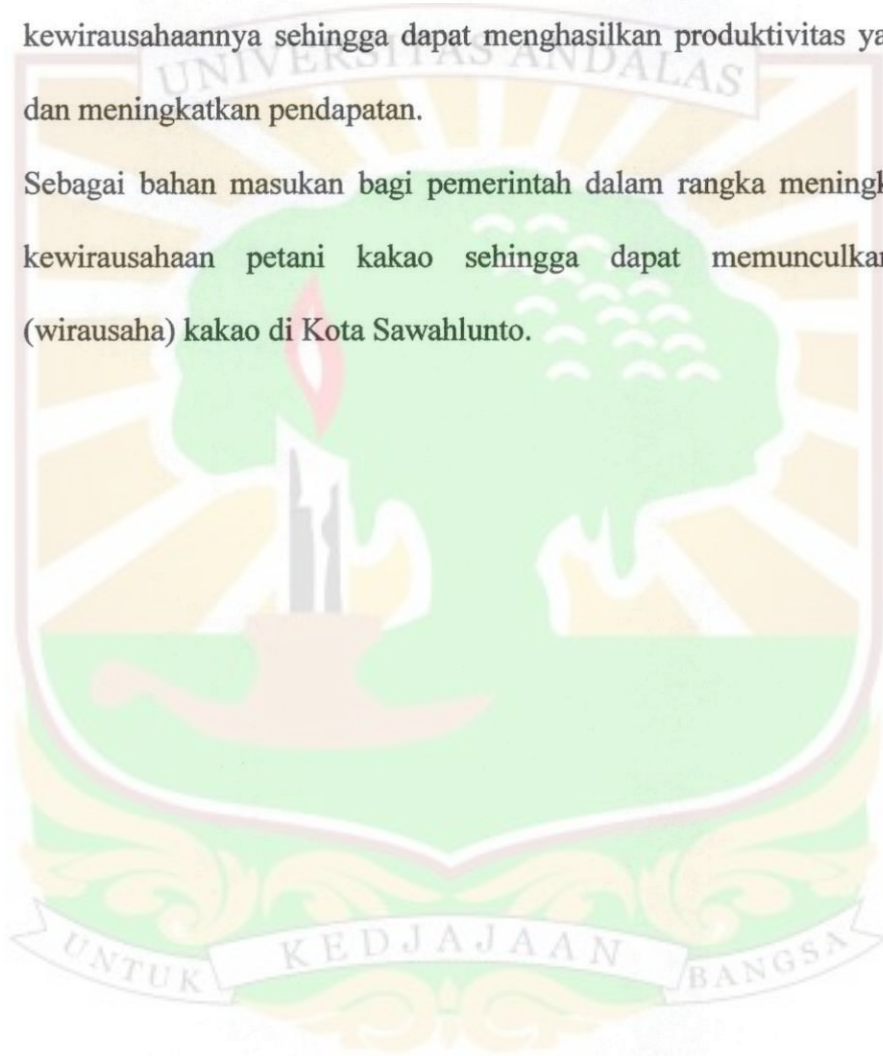 kewirausahaannya sehingga dapat menghasilkan produktivitas ya
dan meningkatkan pendapatan.
Sebagai bahan masukan bagi pemerintah dalam rangka mening
kewirausahaan petani kakao sehingga dapat memunculkan
(wirausaha) kakao di Kota Sawahlunto.
UNIVERSITAS ANDALAS
UNTUK KEDJAJAAN BANGSA